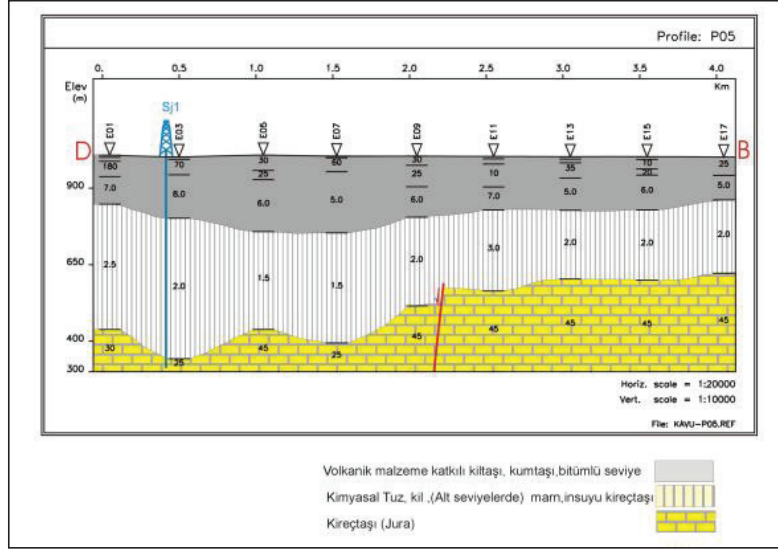 Profile: P05
0. 0.5 1.0 1.5 2.0 2.5 3.0 3.5 4.0
Elev Km
(m)
Sj1
E01 E03 E05 E07 E09 E11 E13 E15 E17
D B
180 70 30 60 30 10 35 10 25
25 25 20
900
7.0 8.0 6.0 5.0 6.0 7.0 5.0 6.0 5.0
650
2.5 2.0 1.5 1.5 2.0 3.0 2.0 2.0 2.0
400
30 25 45 25 45 45 45 45 45
300
Horiz. scale = 1:20000
Vert. scale = 1:10000
File: KAVU-P05.REF
Volkanik malzeme katkılı kiltaşı, kumtaşı,bitümlü seviye
Kimyasal Tuz, kil ,(Alt seviyelerde) marn,insuyu kireçtaşı
Kireçtaşı (Jura)